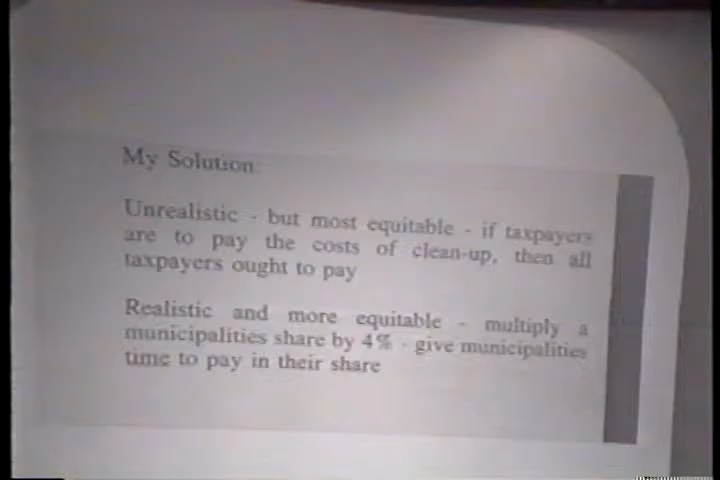 My Solution:
Unrealistic - but most equitable - if taxpayers
are to pay the costs of clean-up, then all
taxpayers ought to pay
Realistic and more equitable - multiply a
municipalities share by 4% - give municipalities
time to pay in their share